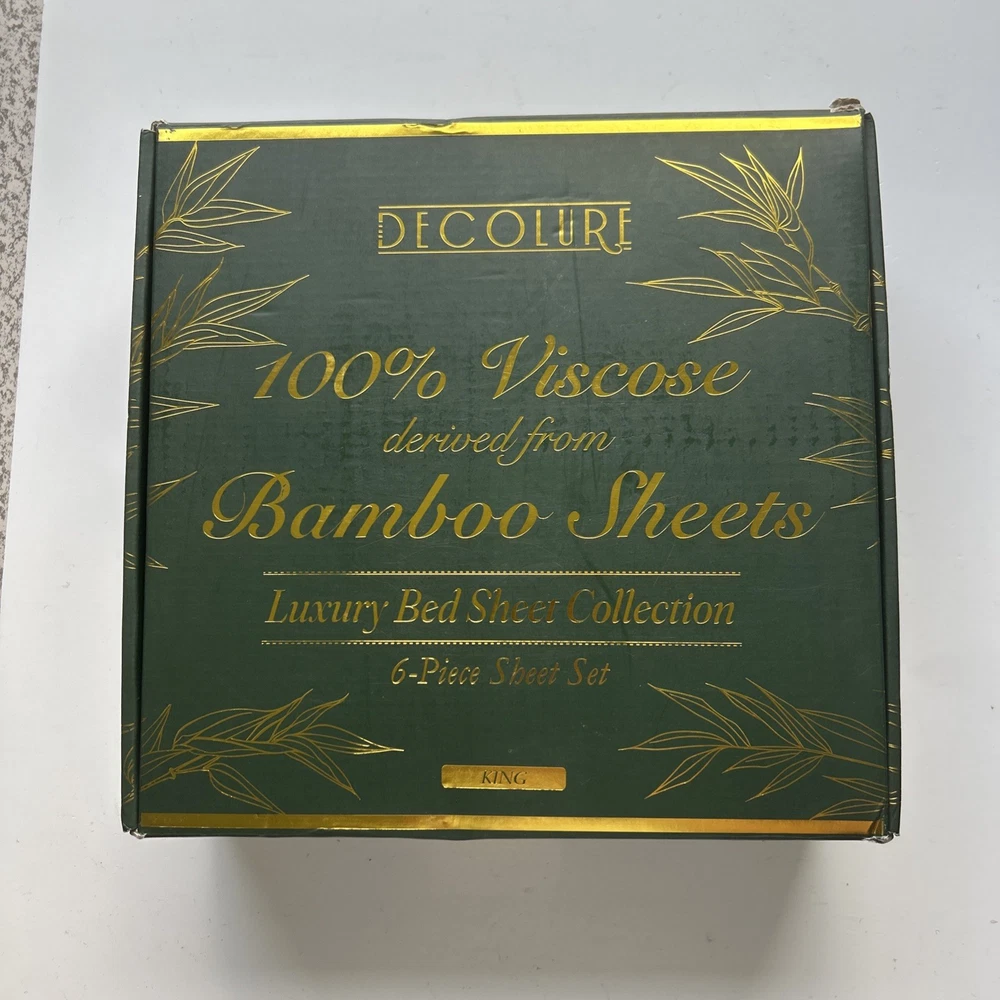 DECOLURE
100% Viscose
derived from
Bamboo Sheets
Luxury Bed Sheet Collection
6-Piece Sheet Set
KING